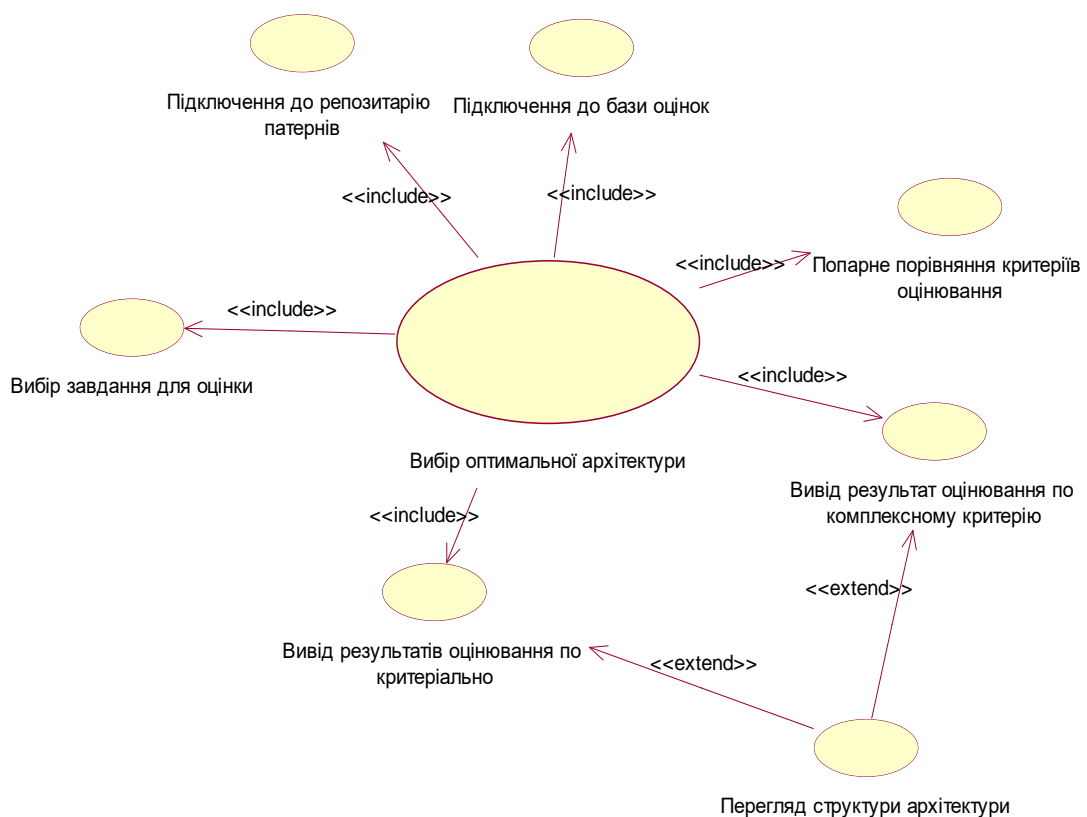 Підключення до репозитарію
патернів
Підключення до бази оцінок
<<include>>
<<include>>
<<include>>
Попарне порівняння критеріїв
оцінювання
<<include>>
Вибір завдання для оцінки
<<include>>
Вибір оптимальної архітектури
Вивід результат оцінювання по
комплексному критерію
<<include>>
<<extend>>
Вивід результатів оцінювання по
критеріально
<<extend>>
Перегляд структури архітектури